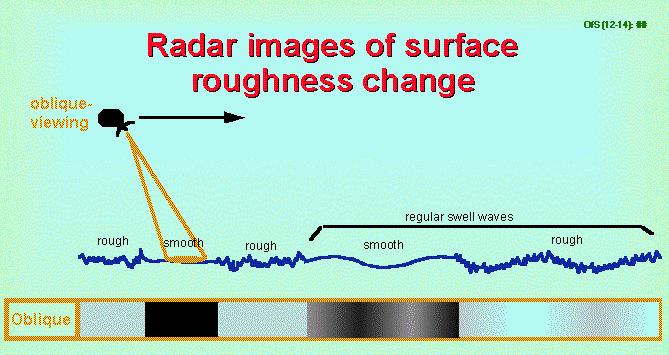 OfS (12-14): ##
Radar images of surface
roughness change
oblique-
viewing
regular swell waves
rough
smooth
rough
smooth
rough
Oblique